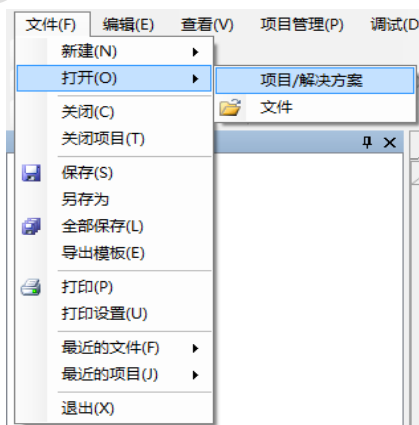 文件(F) 编辑(E) 查看(V) 项目管理(P) 调试(D
新建(N)
打开(O)
项目/解决方案
关闭(C)
文件
关闭项目(T)
保存(S)
另存为
全部保存(L)
导出模板(E)
打印(P)
打印设置(U)
最近的文件(F)
最近的项目(J)
退出(X)